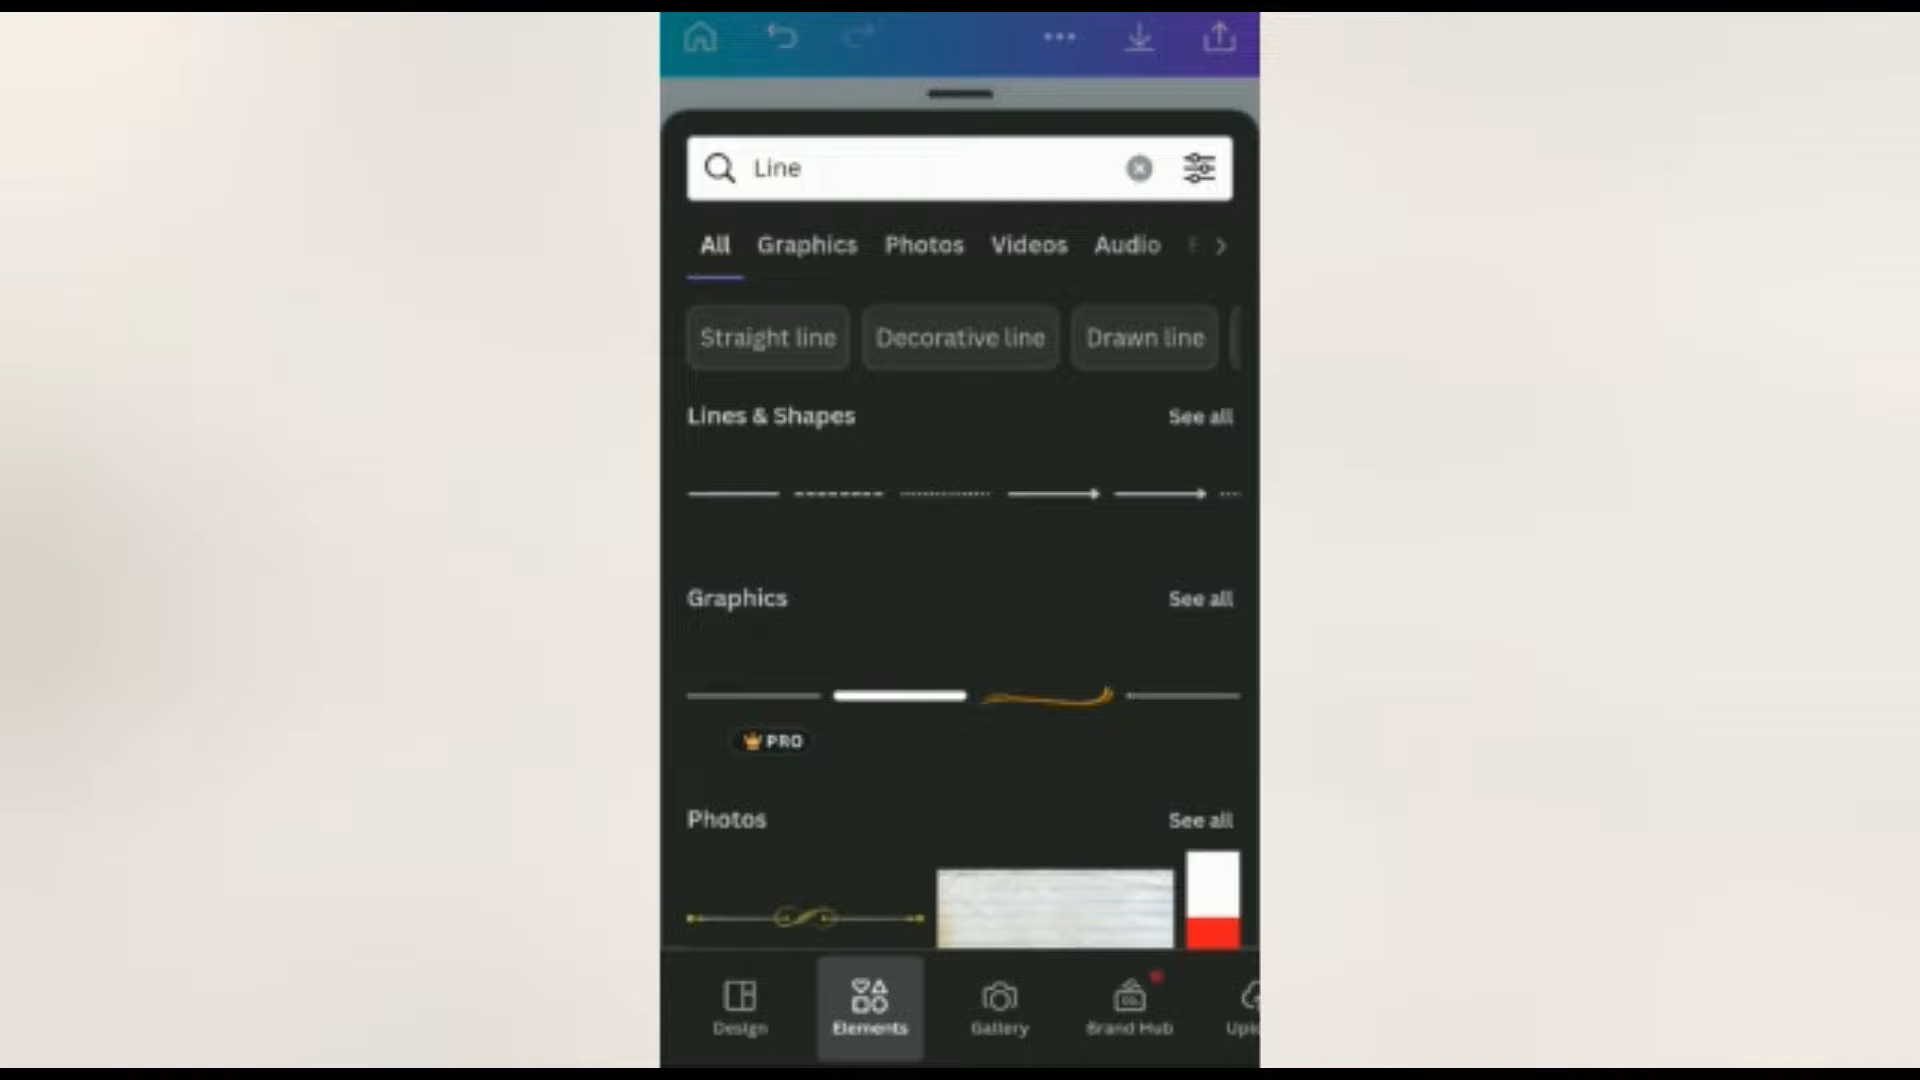 Line
All Graphics Photos Videos Audio
Straight line Decorative line Drawn line
Lines & Shapes See all
Graphics See all
PRO
Photos See all
Design Elements Gallery Brand Hub